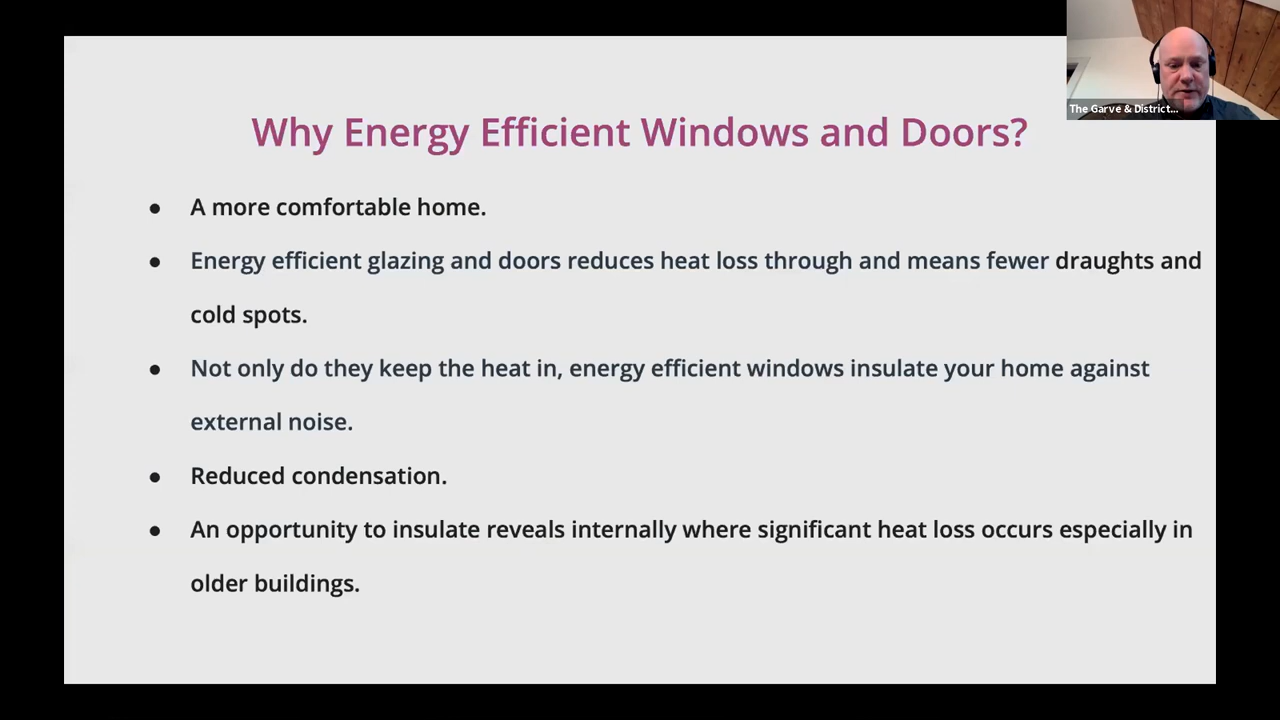 Why Energy Efficient Windows and Doors?
The Garve & District...
● A more comfortable home.
● Energy efficient glazing and doors reduces heat loss through and means fewer draughts and
cold spots.
● Not only do they keep the heat in, energy efficient windows insulate your home against
external noise.
● Reduced condensation.
● An opportunity to insulate reveals internally where significant heat loss occurs especially in
older buildings.